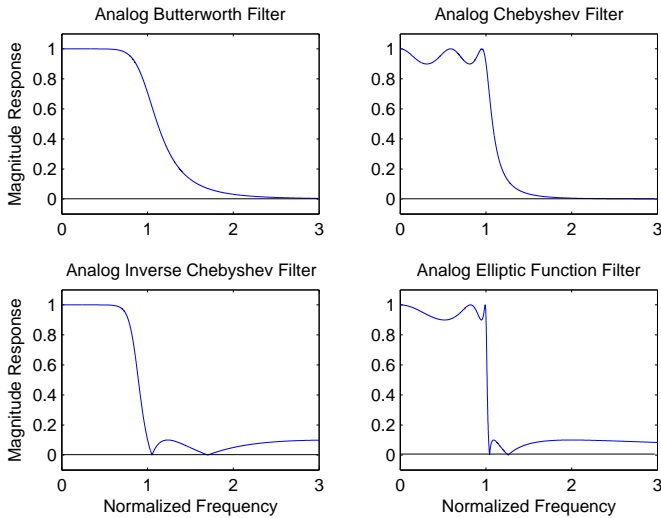 Analog Butterworth Filter
Magnitude Response
1
0.8
0.6
0.4
0.2
0
0 1 2 3
Analog Chebyshev Filter
1
0.8
0.6
0.4
0.2
0
0 1 2 3
Analog Inverse Chebyshev Filter
Magnitude Response
1
0.8
0.6
0.4
0.2
0
0 1 2 3
Normalized Frequency
Analog Elliptic Function Filter
1
0.8
0.6
0.4
0.2
0
0 1 2 3
Normalized Frequency